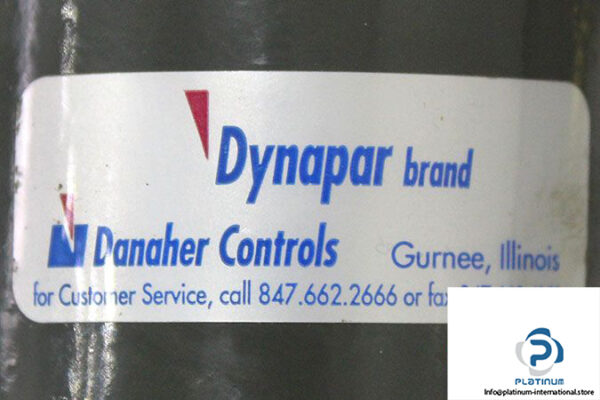 Dynapar brand
Danaher Controls Gurnee, Illinois
for Customer Service, call 847.662.2666 or fax
PLATINUM
Info@platinum-international.store